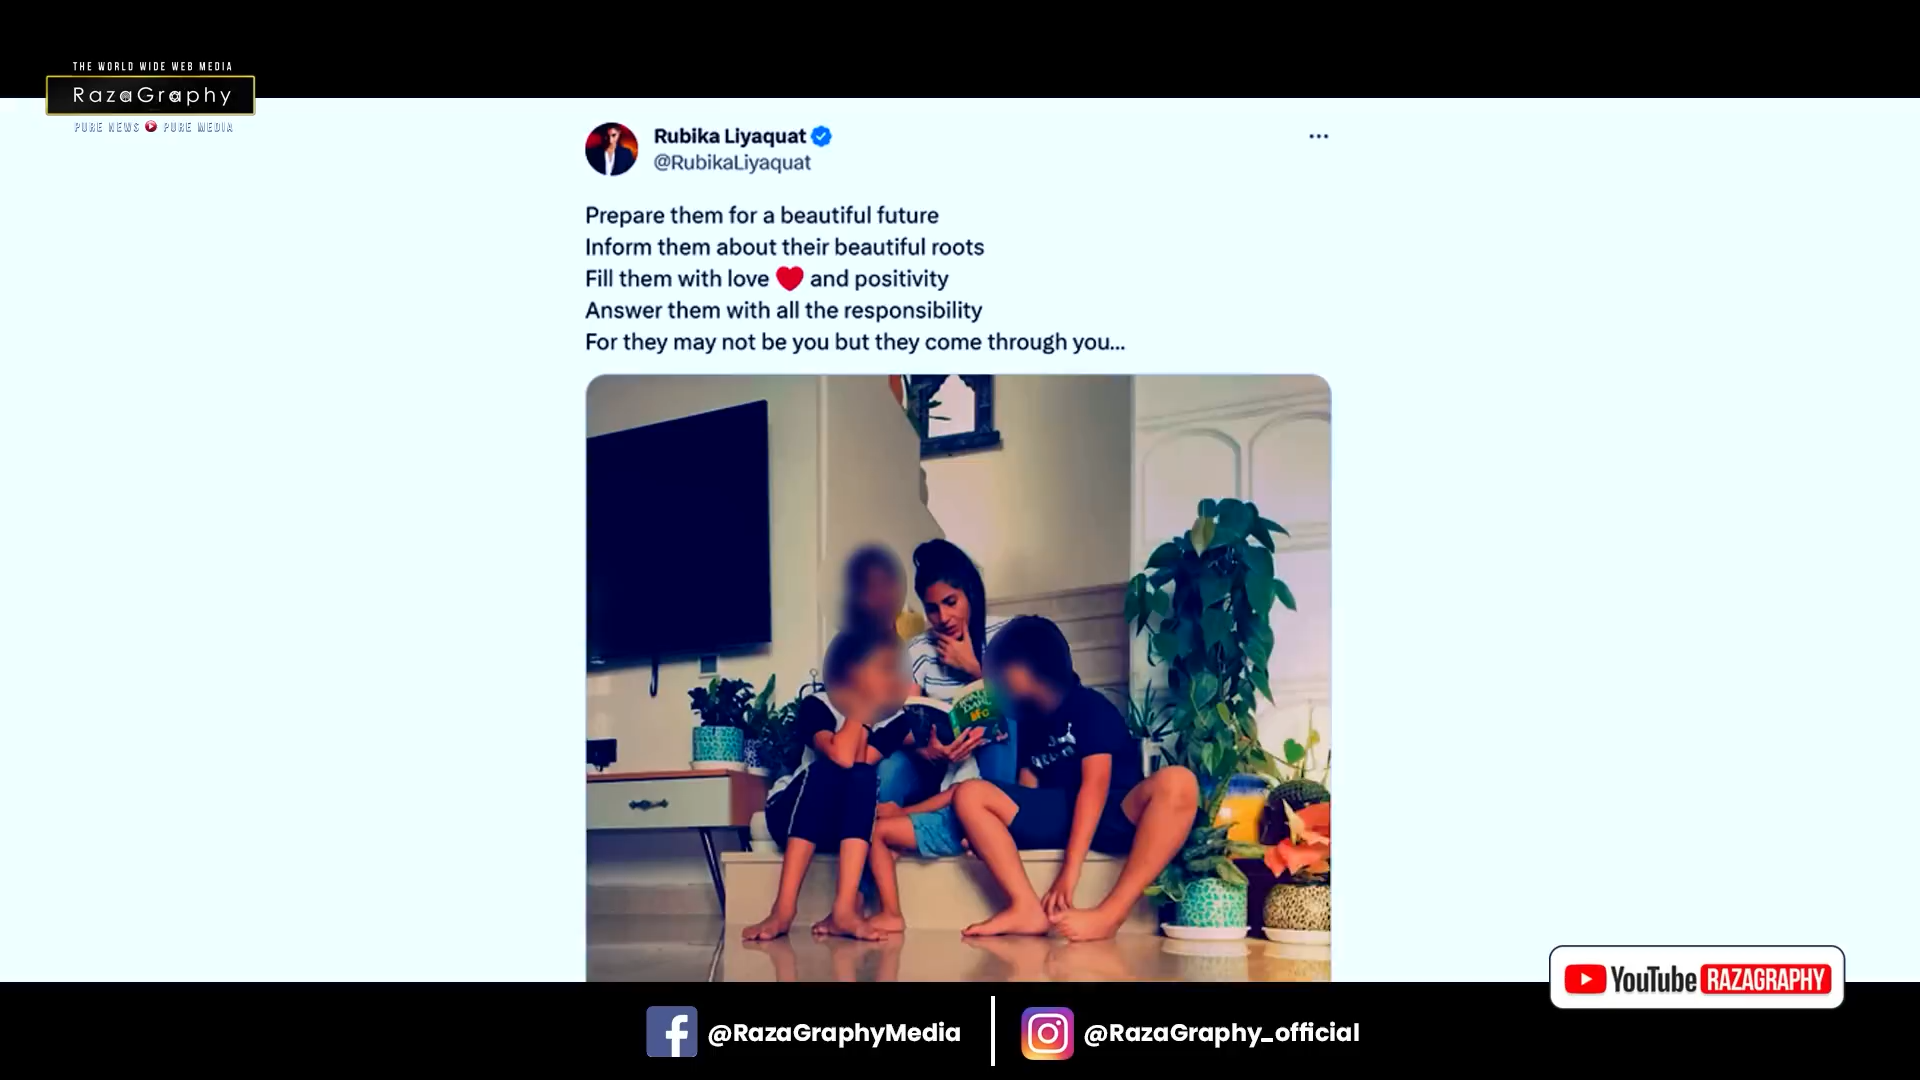 THE WORLD WIDE WEB MEDIA
RazaGraphy
PURE NEWS PURE MEDIA
Rubika Liyaquat
@RubikaLiyaquat
Prepare them for a beautiful future
Inform them about their beautiful roots
Fill them with love ❤️ and positivity
Answer them with all the responsibility
For they may not be you but they come through you...
DAHL
BFG
YouTube RAZAGRAPHY
@RazaGraphyMedia
@RazaGraphy_official